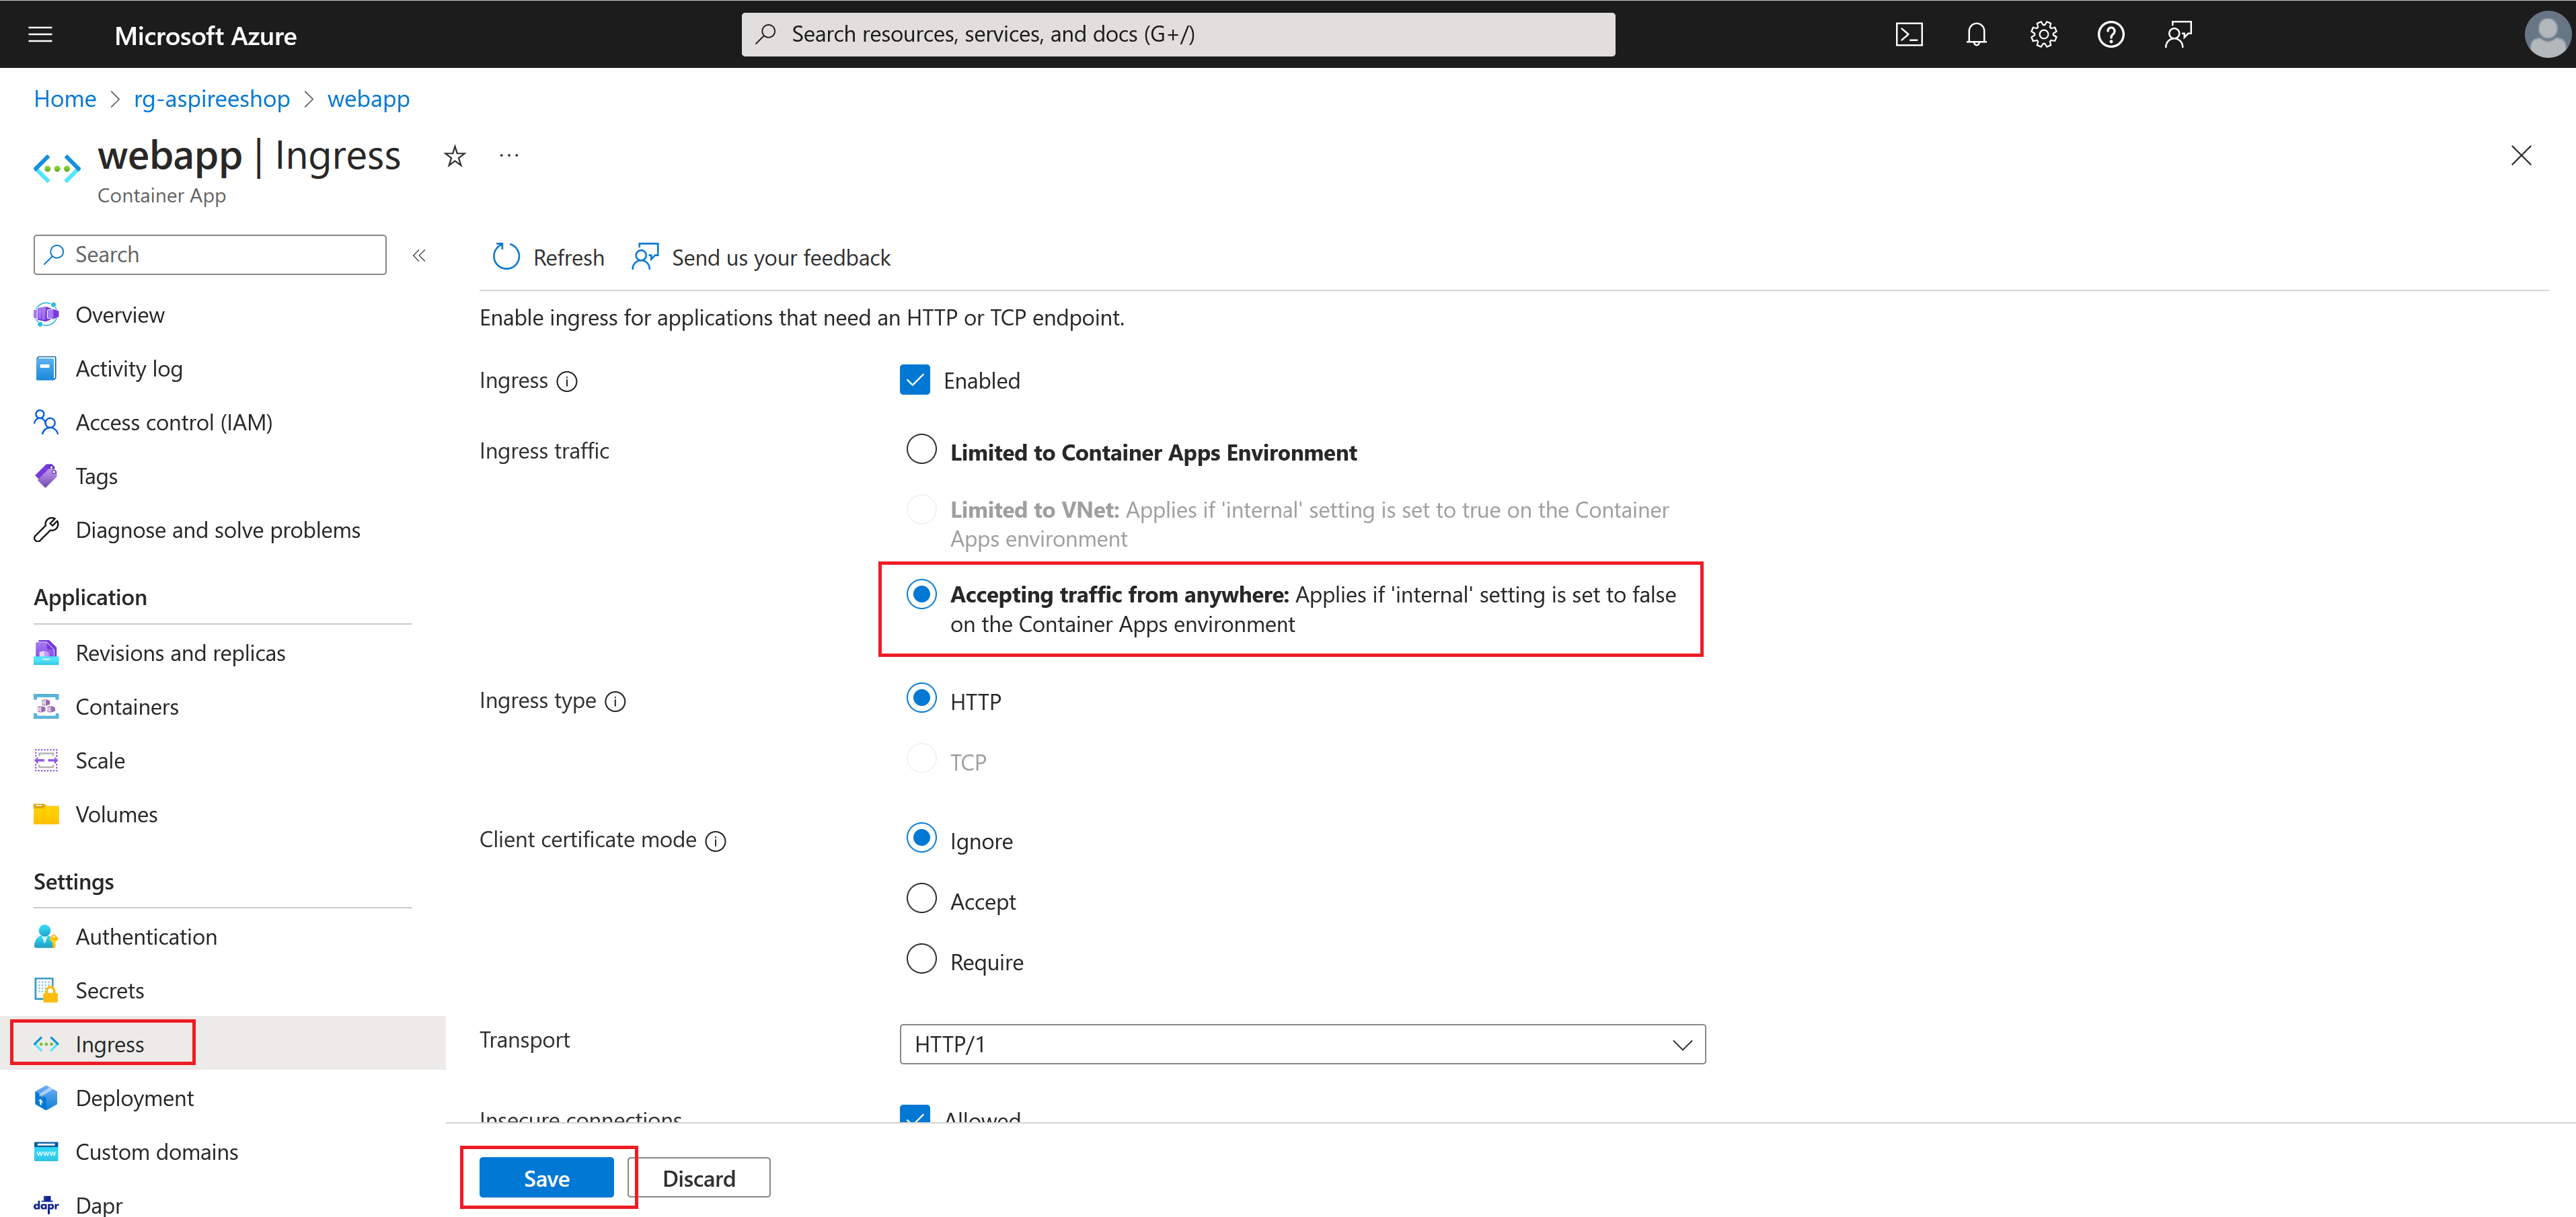 Microsoft Azure
Search resources, services, and docs (G+/)
Home > rg-aspireeshop > webapp
webapp | Ingress
Container App
Search
Refresh
Send us your feedback
Overview
Activity log
Access control (IAM)
Tags
Diagnose and solve problems
Application
Revisions and replicas
Containers
Scale
Volumes
Settings
Authentication
Secrets
Ingress
Deployment
Custom domains
Dapr
Enable ingress for applications that need an HTTP or TCP endpoint.
Ingress
Enabled
Ingress traffic
Limited to Container Apps Environment
Limited to VNet: Applies if 'internal' setting is set to true on the Container
Apps environment
Accepting traffic from anywhere: Applies if 'internal' setting is set to false
on the Container Apps environment
Ingress type
HTTP
TCP
Client certificate mode
Ignore
Accept
Require
Transport
HTTP/1
Insecure connections
Allowed
Save
Discard